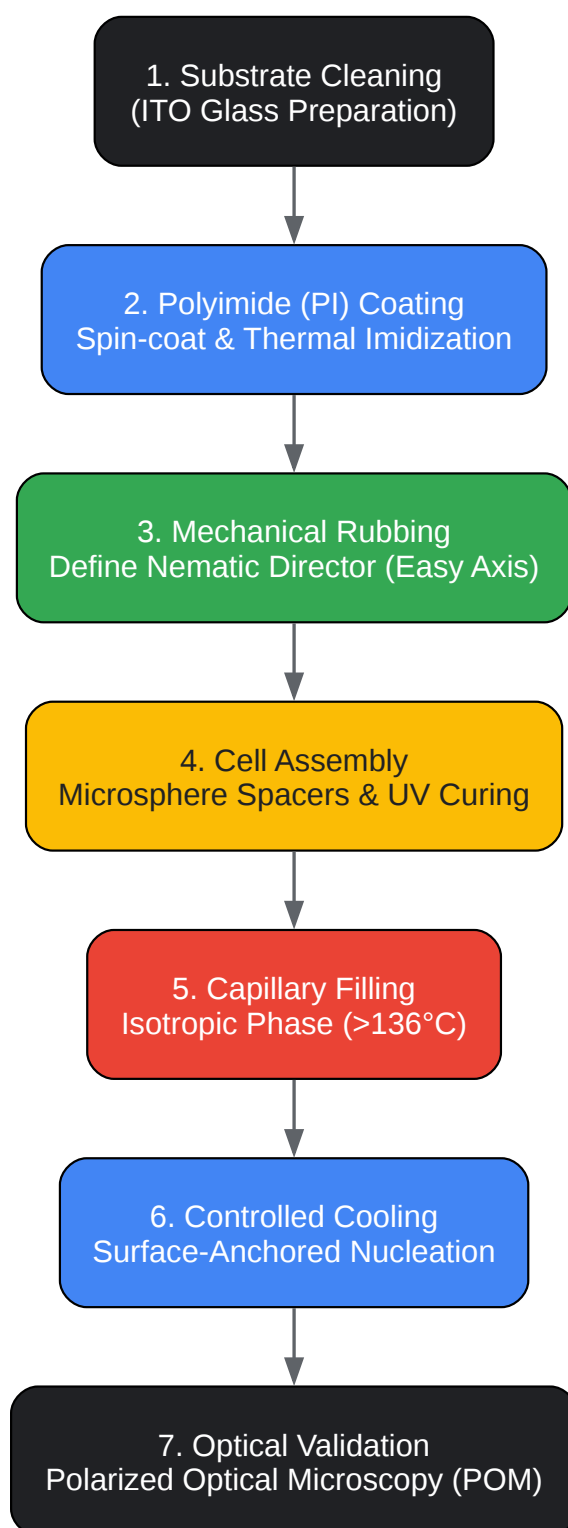 1. Substrate Cleaning
(ITO Glass Preparation)
2. Polyimide (PI) Coating
Spin-coat & Thermal Imidization
3. Mechanical Rubbing
Define Nematic Director (Easy Axis)
4. Cell Assembly
Microsphere Spacers & UV Curing
5. Capillary Filling
Isotropic Phase (>136°C)
6. Controlled Cooling
Surface-Anchored Nucleation
7. Optical Validation
Polarized Optical Microscopy (POM)